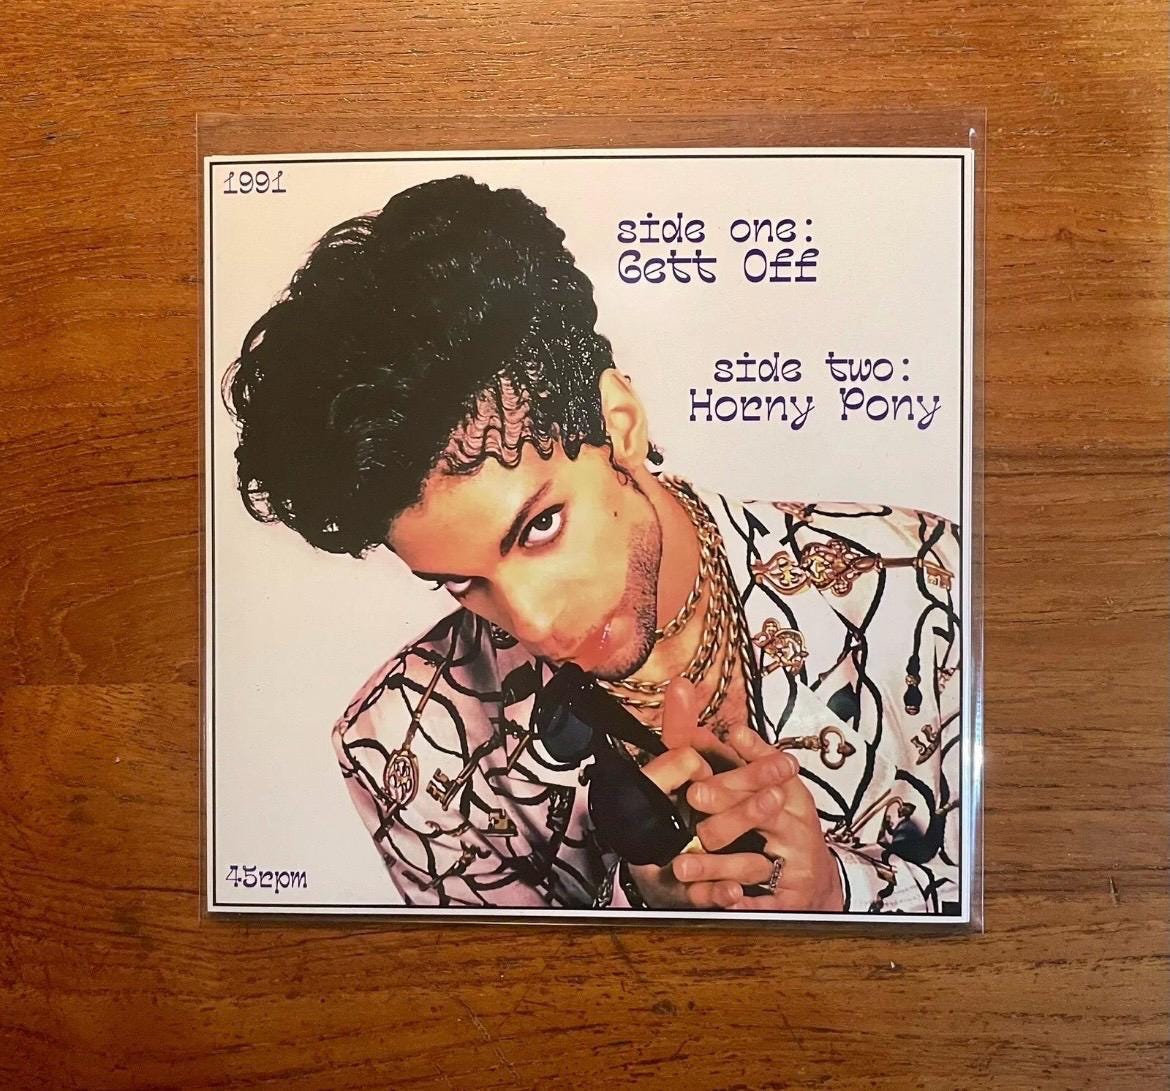 1991
side one:
Gett Off
side two:
Horny Pony
45rpm